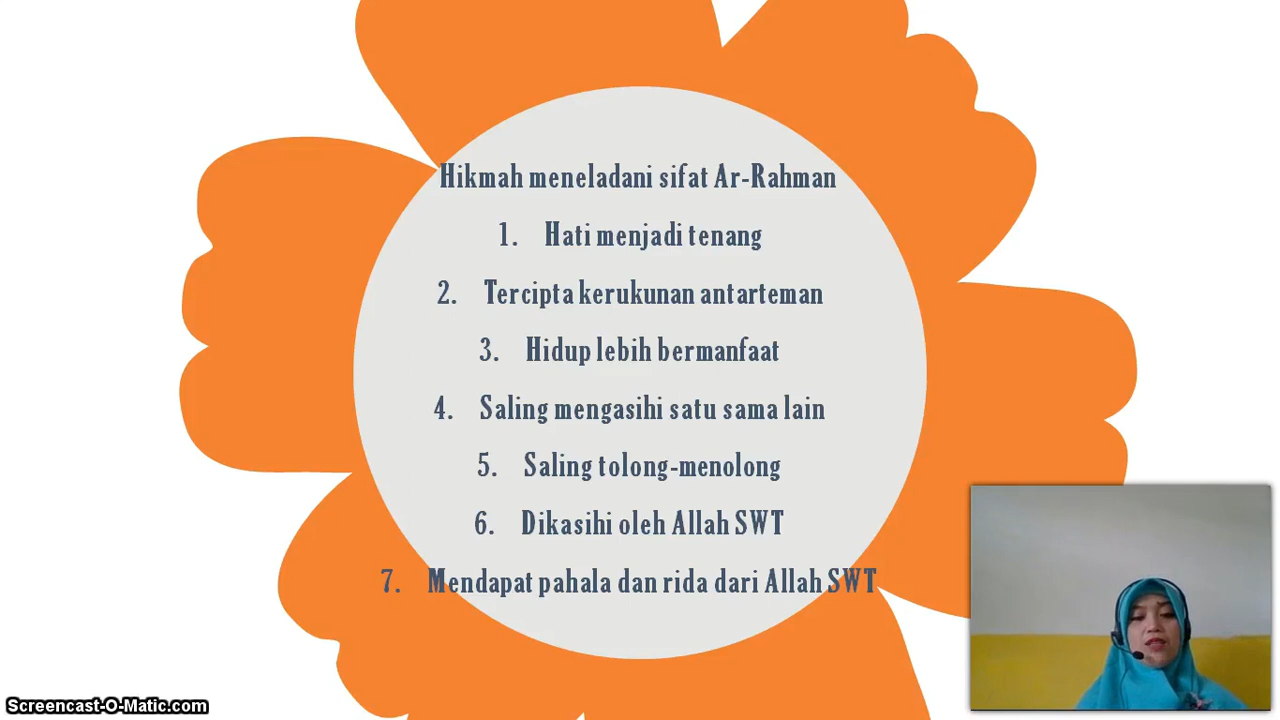 Hikmah meneladani sifat Ar-Rahman
1. Hati menjadi tenang
2. Tercipta kerukunan antarteman
3. Hidup lebih bermanfaat
4. Saling mengasihi satu sama lain
5. Saling tolong-menolong
6. Dikasihi oleh Allah SWT
7. Mendapat pahala dan rida dari Allah SWT
Screencast-O-Matic.com